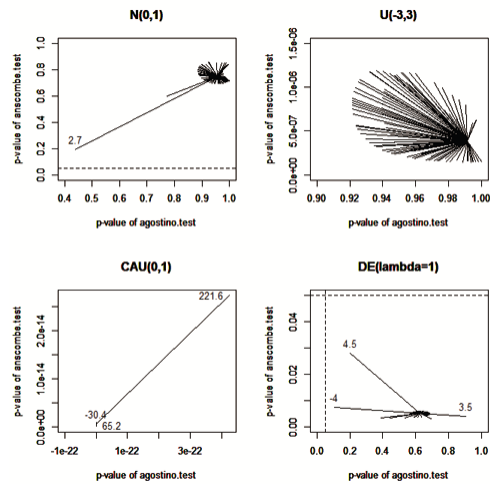 N(0,1)
p-value of anscombe.test
0.0 0.2 0.4 0.6 0.8 1.0
2.7
0.4 0.5 0.6 0.7 0.8 0.9 1.0
p-value of agostino.test
U(-3,3)
p-value of anscombe.test
0.0e+00 5.0e-07 1.0e-06 1.5e-06
0.90 0.92 0.94 0.96 0.98 1.00
p-value of agostino.test
CAU(0,1)
p-value of anscombe.test
0.0e+00 1.0e-14 2.0e-14
221.6
-30.4
65.2
-1e-22 1e-22 3e-22
p-value of agostino.test
DE(lambda=1)
p-value of anscombe.test
0.00 0.02 0.04
4.5
-4
3.5
0.0 0.2 0.4 0.6 0.8 1.0
p-value of agostino.test